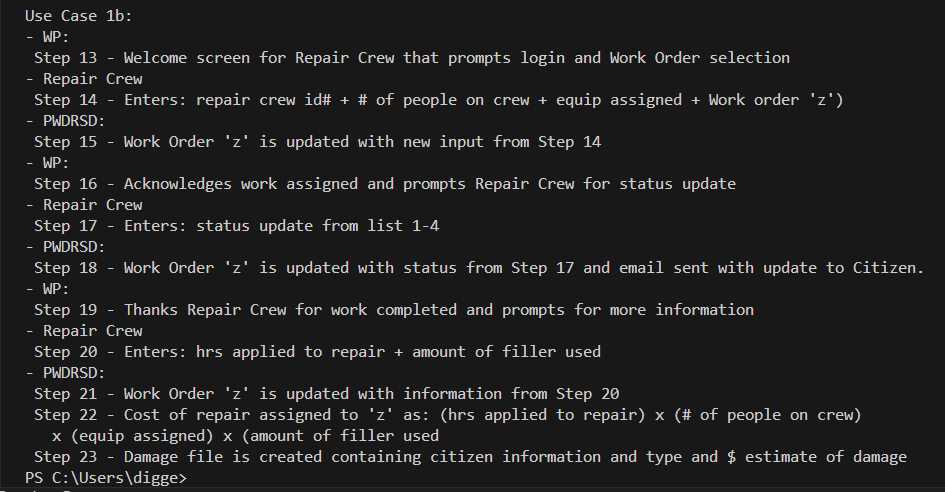 Use Case 1b:
- WP:
Step 13 - Welcome screen for Repair Crew that prompts login and Work Order selection
- Repair Crew
Step 14 - Enters: repair crew id# + # of people on crew + equip assigned + Work order 'z')
- PWDRSD:
Step 15 - Work Order 'z' is updated with new input from Step 14
- WP:
Step 16 - Acknowledges work assigned and prompts Repair Crew for status update
- Repair Crew
Step 17 - Enters: status update from list 1-4
- PWDRSD:
Step 18 - Work Order 'z' is updated with status from Step 17 and email sent with update to Citizen.
- WP:
Step 19 - Thanks Repair Crew for work completed and prompts for more information
- Repair Crew
Step 20 - Enters: hrs applied to repair + amount of filler used
- PWDRSD:
Step 21 - Work Order 'z' is updated with information from Step 20
Step 22 - Cost of repair assigned to 'z' as: (hrs applied to repair) x (# of people on crew)
x (equip assigned) x (amount of filler used
Step 23 - Damage file is created containing citizen information and type and $ estimate of damage
PS C:\Users\digge>